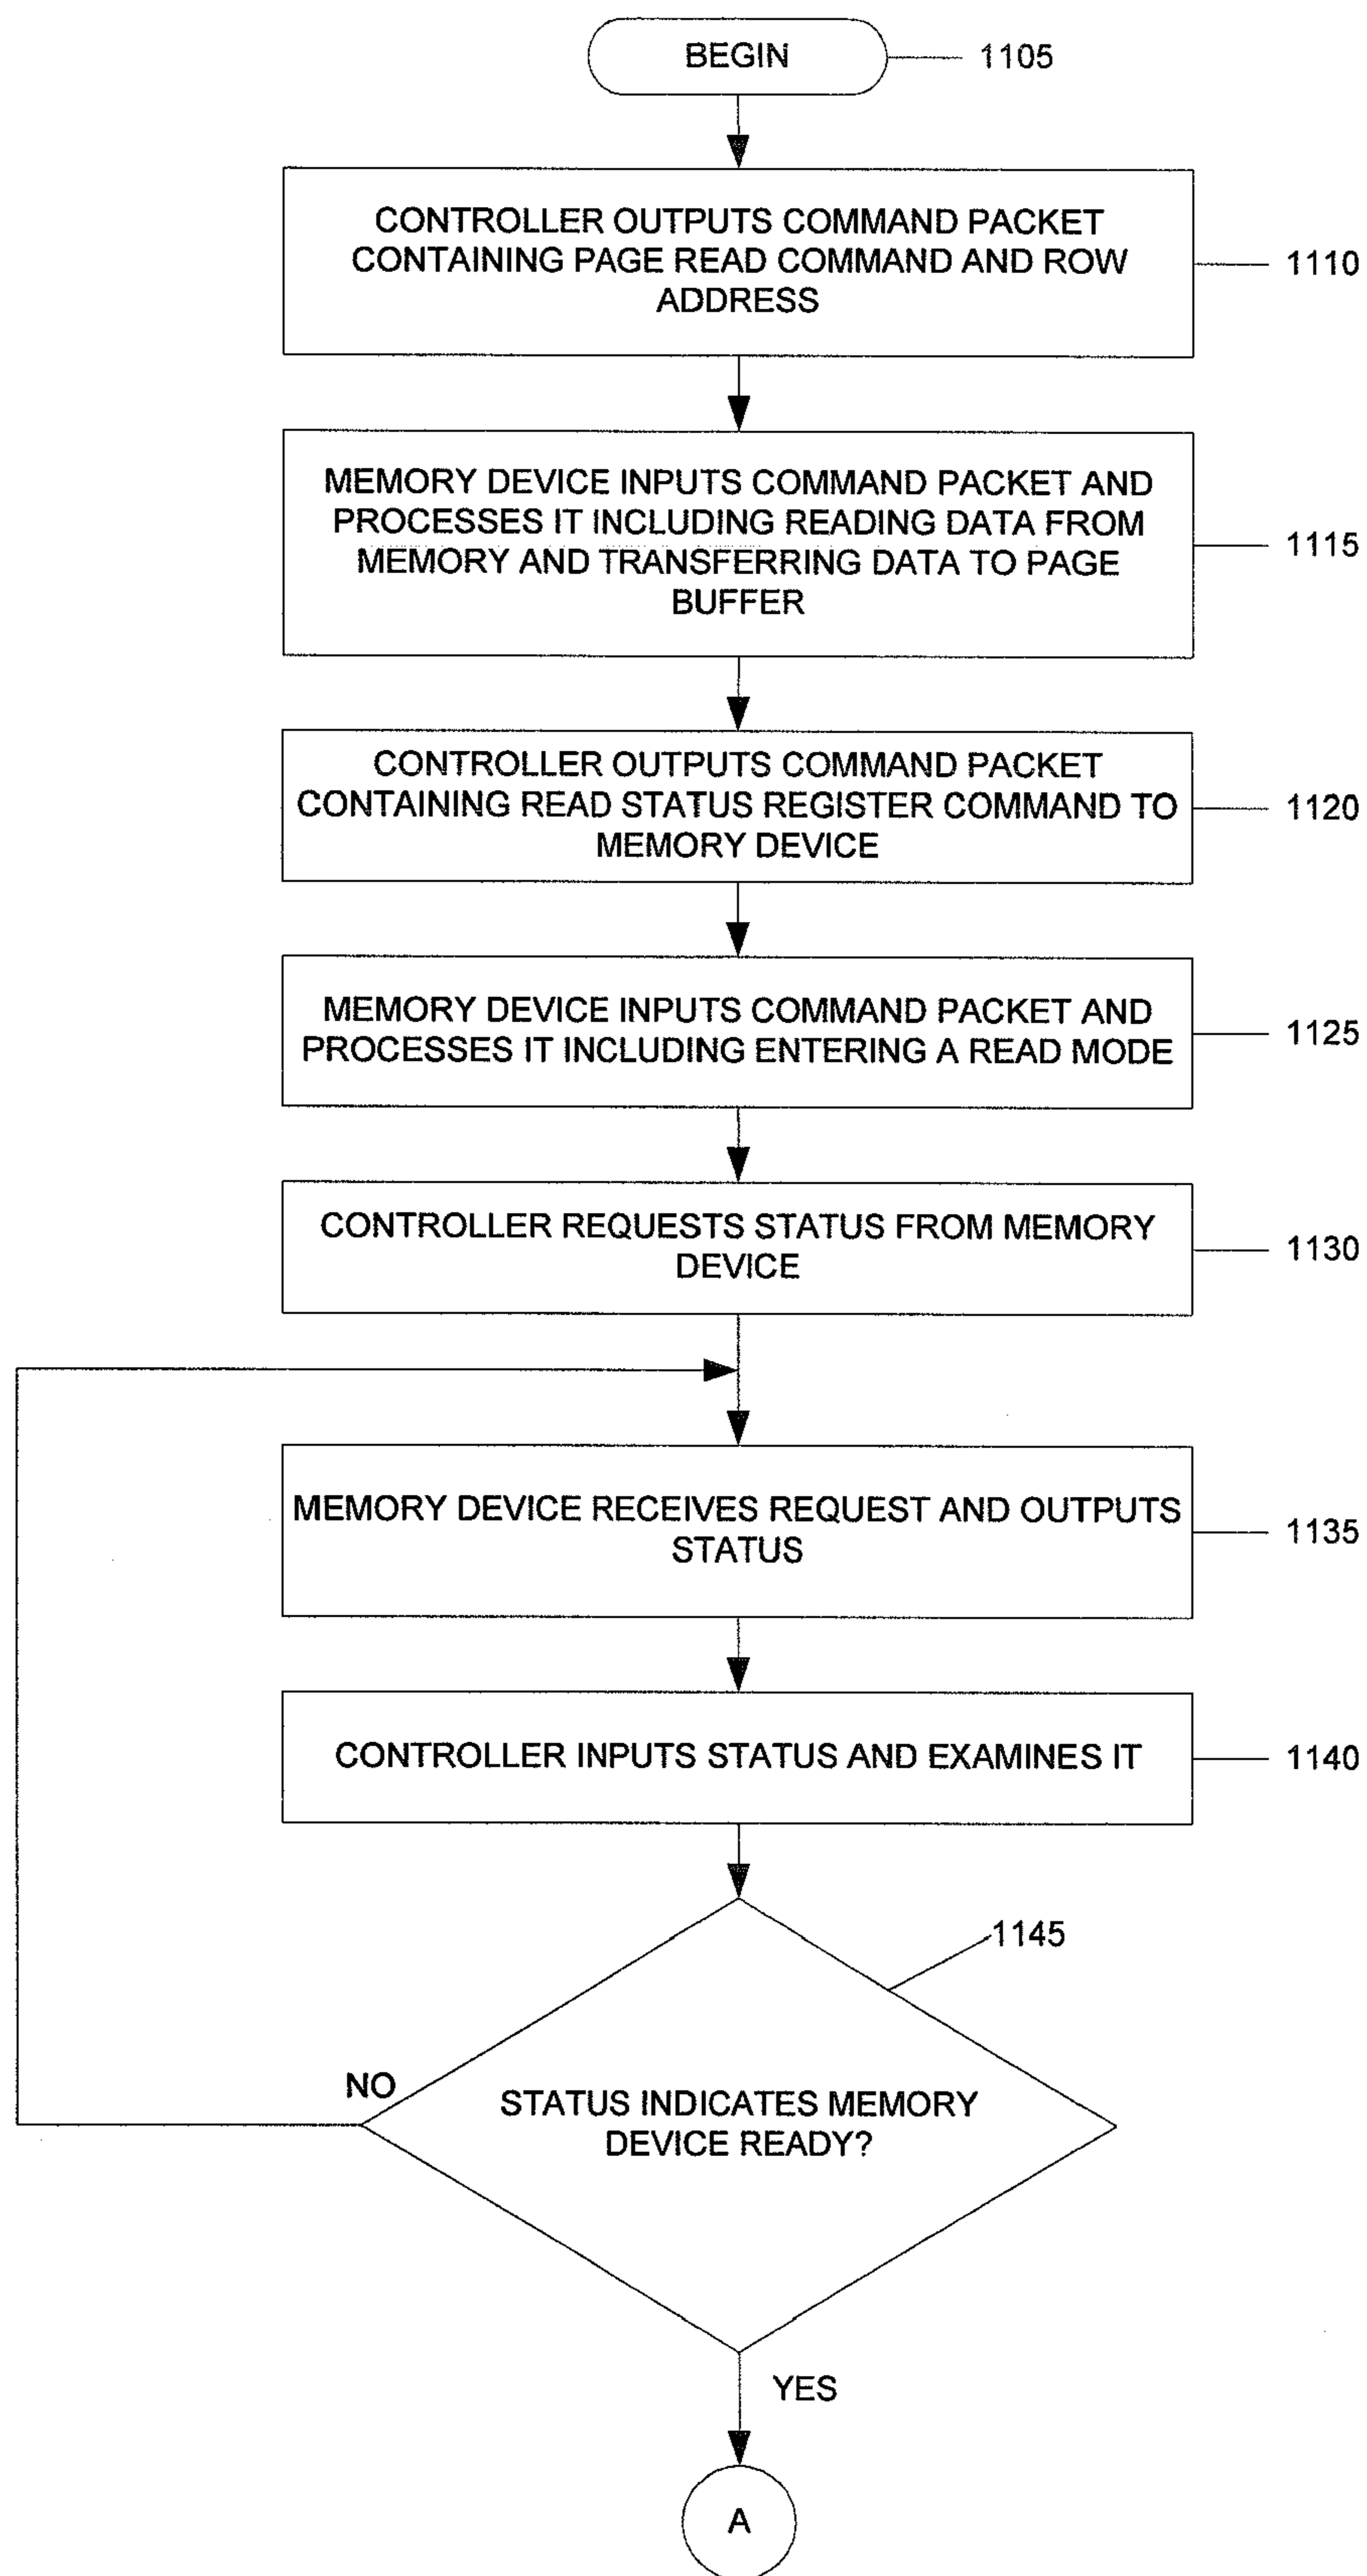 BEGIN
1105
CONTROLLER OUTPUTS COMMAND PACKET
CONTAINING PAGE READ COMMAND AND ROW
ADDRESS
1110
MEMORY DEVICE INPUTS COMMAND PACKET AND
PROCESSES IT INCLUDING READING DATA FROM
MEMORY AND TRANSFERRING DATA TO PAGE
BUFFER
1115
CONTROLLER OUTPUTS COMMAND PACKET
CONTAINING READ STATUS REGISTER COMMAND TO
MEMORY DEVICE
1120
MEMORY DEVICE INPUTS COMMAND PACKET AND
PROCESSES IT INCLUDING ENTERING A READ MODE
1125
CONTROLLER REQUESTS STATUS FROM MEMORY
DEVICE
1130
MEMORY DEVICE RECEIVES REQUEST AND OUTPUTS
STATUS
1135
CONTROLLER INPUTS STATUS AND EXAMINES IT
1140
1145
NO
STATUS INDICATES MEMORY
DEVICE READY?
YES
A